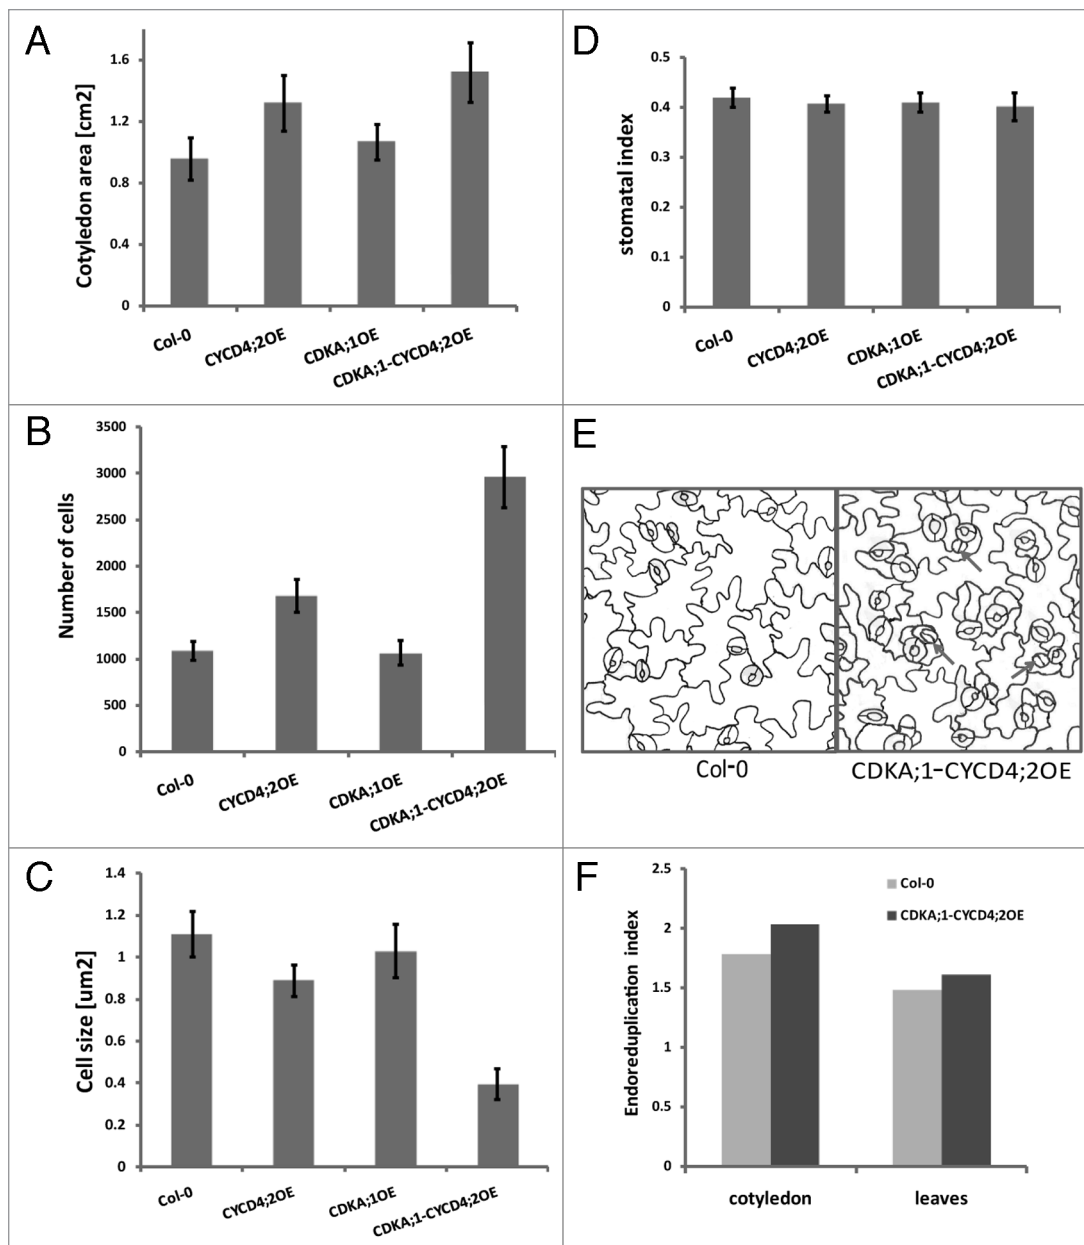 A
Cotyledon area [cm2]
1.6
1.2
0.8
0.4
0
Col-0
CYCD4;2OE
CDKA;1OE
CDKA;1-CYCD4;2OE
D
stomatal index
0.5
0.4
0.3
0.2
0.1
0
Col-0
CYCD4;2OE
CDKA;1OE
CDKA;1-CYCD4;2OE
B
Number of cells
3500
3000
2500
2000
1500
1000
500
0
Col-0
CYCD4;2OE
CDKA;1OE
CDKA;1-CYCD4;2OE
E
Col-0
CDKA;1-CYCD4;2OE
C
Cell size [um2]
1.4
1.2
1
0.8
0.6
0.4
0.2
0
Col-0
CYCD4;2OE
CDKA;1OE
CDKA;1-CYCD4;2OE
F
Endoreduplication index
2.5
2
1.5
1
0.5
0
Col-0
CDKA;1-CYCD4;2OE
cotyledon
leaves